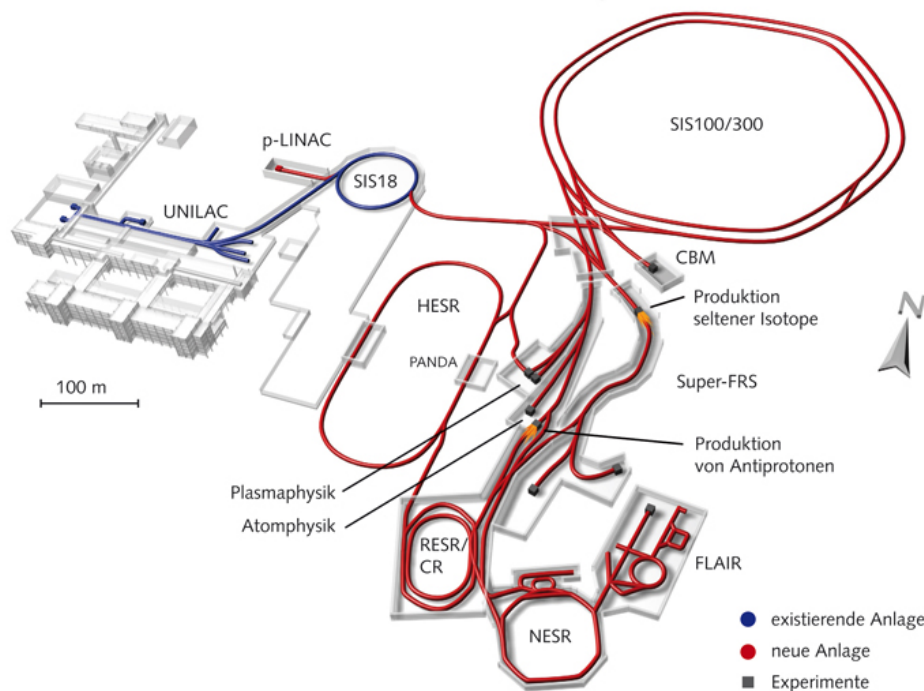 SIS100/300
p-LINAC
SIS18
UNILAC
CBM
Produktion
seltener Isotope
HESR
N
PANDA
Super-FRS
100 m
Produktion
von Antiprotonen
Plasmaphysik
Atomphysik
RESR/
CR
FLAIR
NESR
existierende Anlage
neue Anlage
Experimente